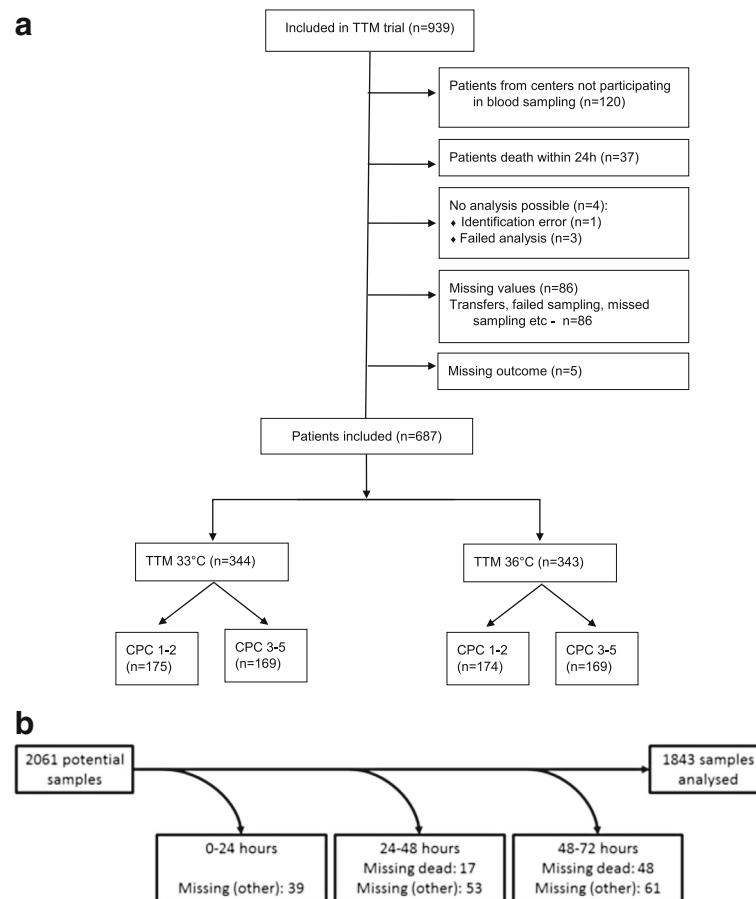 a
Included in TTM trial (n=939)
Patients from centers not participating
in blood sampling (n=120)
Patients death within 24h (n=37)
No analysis possible (n=4):
♦ Identification error (n=1)
♦ Failed analysis (n=3)
Missing values (n=86)
Transfers, failed sampling, missed
sampling etc - n=86
Missing outcome (n=5)
Patients included (n=687)
TTM 33°C (n=344)
TTM 36°C (n=343)
CPC 1-2
(n=175)
CPC 3-5
(n=169)
CPC 1-2
(n=174)
CPC 3-5
(n=169)
b
2061 potential
samples
1843 samples
analysed
0-24 hours
Missing (other): 39
24-48 hours
Missing dead: 17
Missing (other): 53
48-72 hours
Missing dead: 48
Missing (other): 61